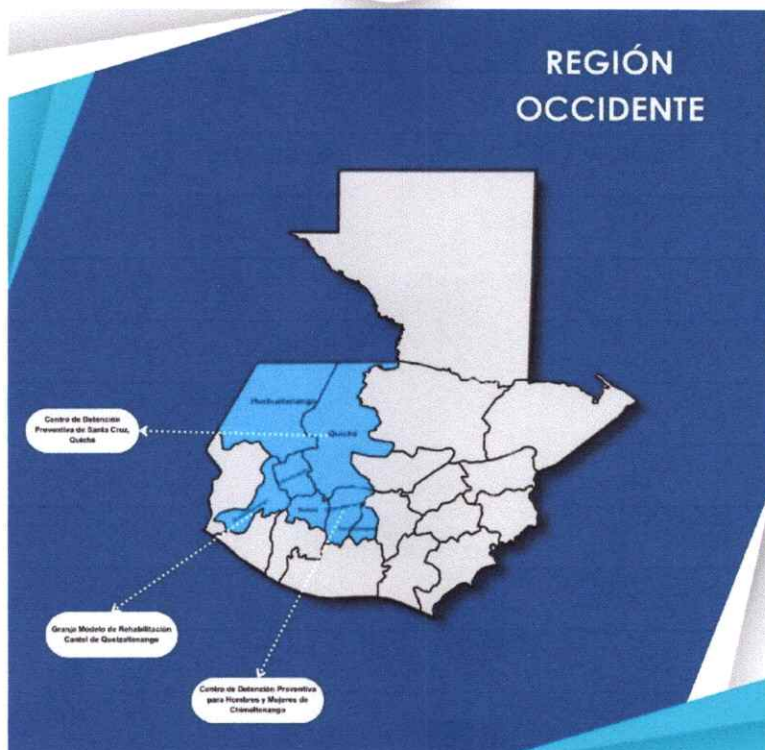 REGIÓN
OCCIDENTE
Huehuetenango
Quiché
Centro de Detención
Preventiva de Santa Cruz,
Quiché
Sololá
Granja Modelo de Rehabilitación
Cantel de Quetzaltenango
Centro de Detención Preventiva
para Hombres y Mujeres de
Chimaltenango